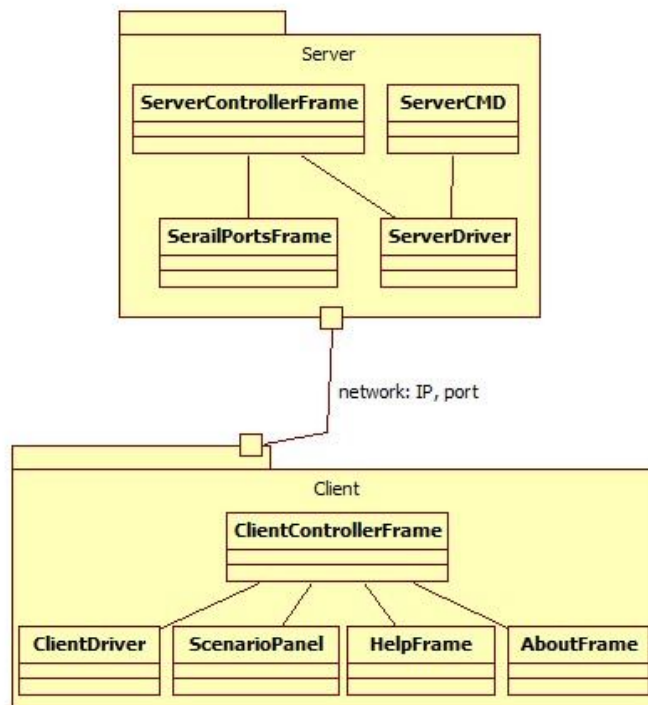 Server
ServerControllerFrame
ServerCMD
SerailPortsFrame
ServerDriver
network: IP, port
Client
ClientControllerFrame
ClientDriver
ScenarioPanel
HelpFrame
AboutFrame